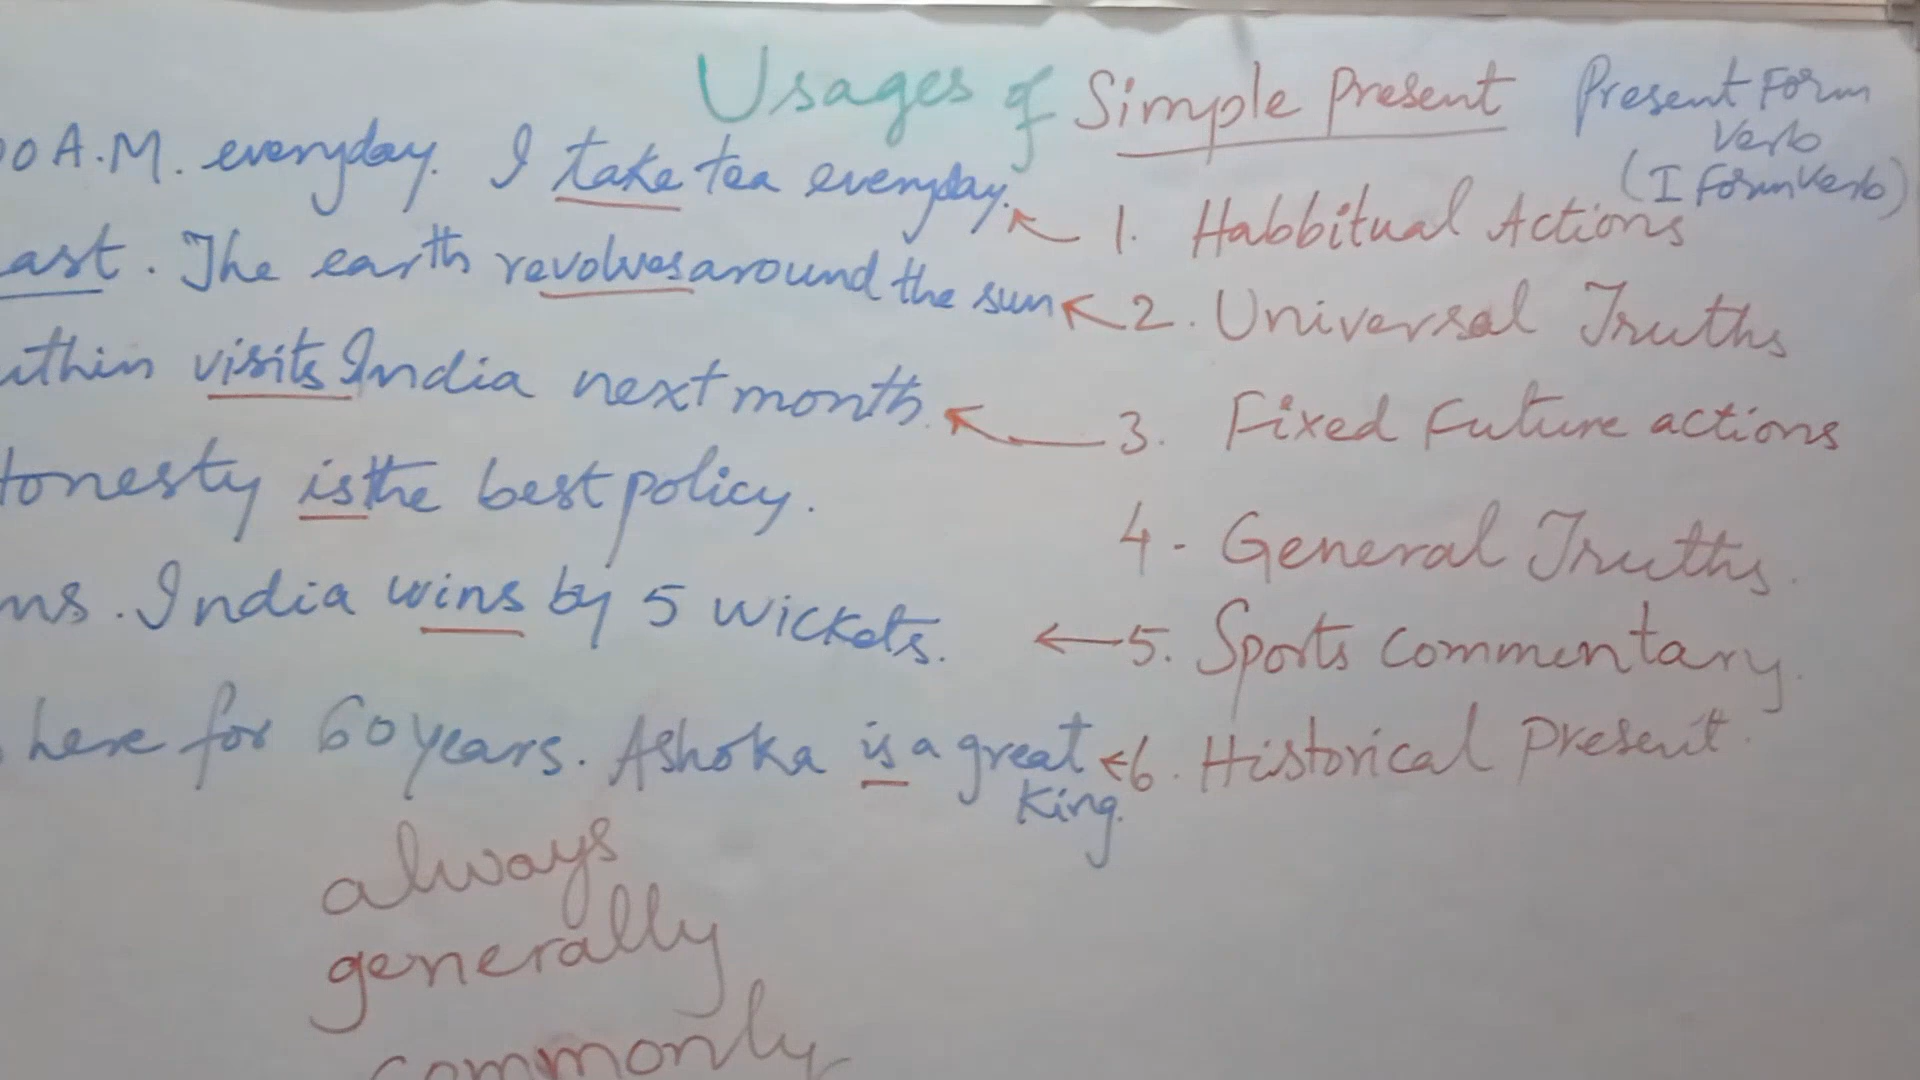 Usages of Simple Present Present Form
Verb
(I Form Verb)
00 A.M. everyday. I take tea everyday. 1. Habbitual Actions
ast. The earth revolves around the sun 2. Universal Truths
visits India next month. 3. Fixed Future actions
Honesty is the best policy. 4. General Truths.
ns. India wins by 5 wickets. 5. Sports Commentary.
here for 60 years. Ashoka is a great 6. Historical Present.
King.
always
generally
commonly